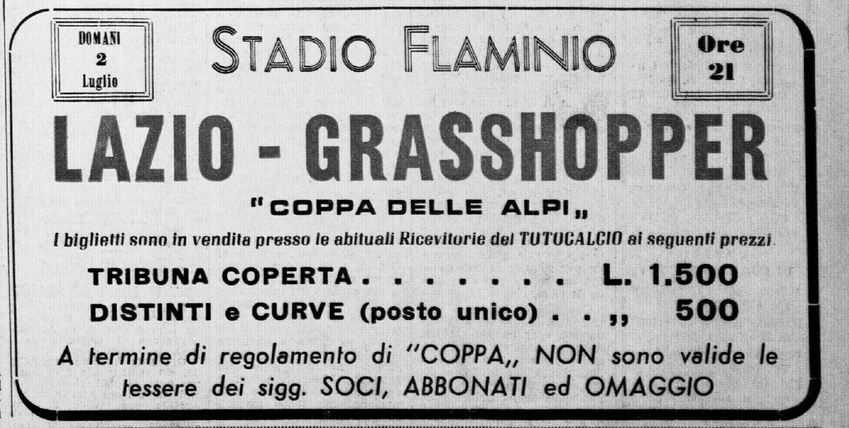 DOMANI
2
Luglio
STADIO FLAMINIO
Ore
21
LAZIO - GRASSHOPPER
"COPPA DELLE ALPI„
I biglietti sono in vendita presso le abituali Ricevitorie del TUTOCALCIO ai seguenti prezzi.
TRIBUNA COPERTA . . . . . . . L. 1.500
DISTINTI e CURVE (posto unico) . . „ 500
A termine di regolamento di "COPPA„ NON sono valide le
tessere dei sigg. SOCI, ABBONATI ed OMAGGIO